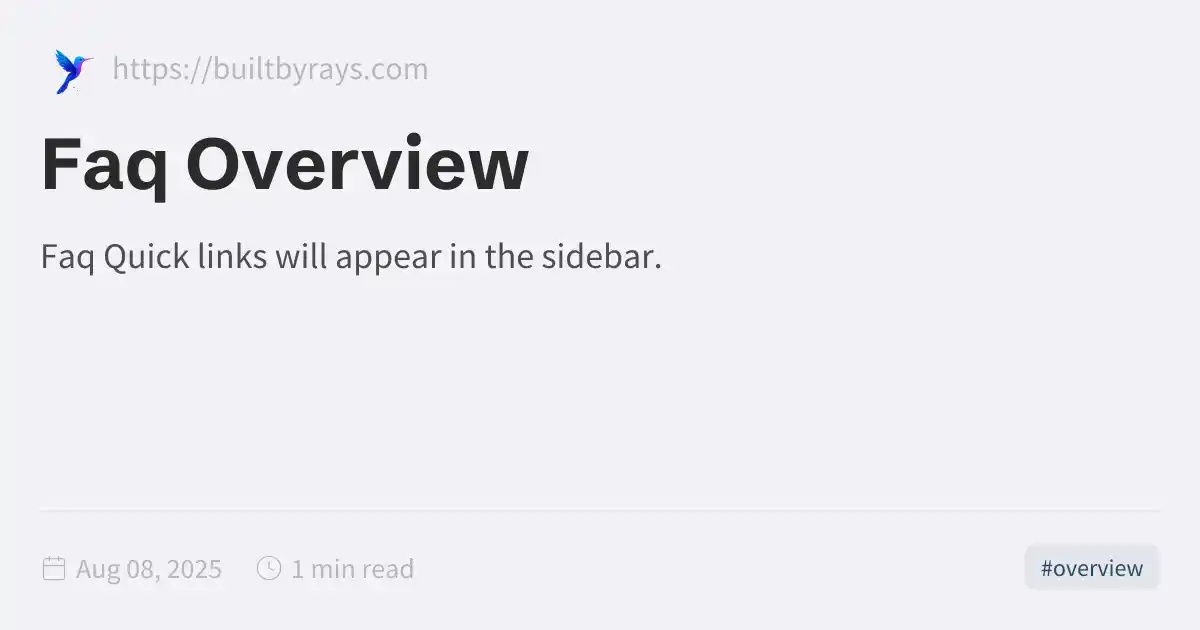 https://builtbyrays.com
Faq Overview
Faq Quick links will appear in the sidebar.
Aug 08, 2025 1 min read #overview